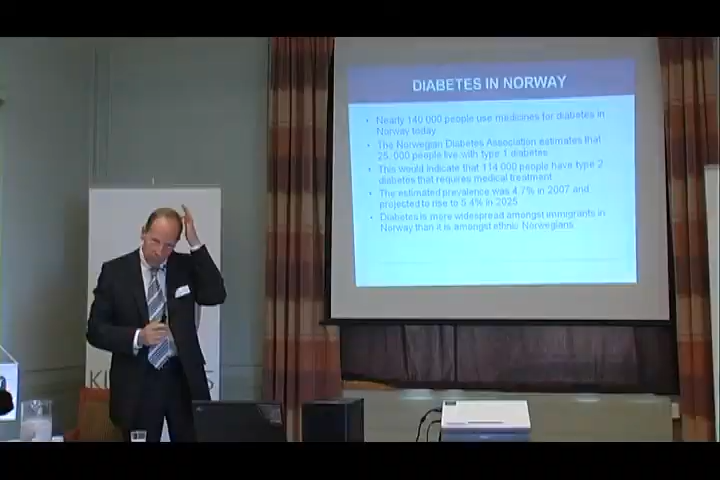 DIABETES IN NORWAY
• Nearly 140 000 people use medicines for diabetes in
Norway today
• The Norwegian Diabetes Association estimates that
25 000 people live with type 1 diabetes
• This would indicate that 114 000 people have type 2
diabetes that requires medical treatment
• The estimated prevalence was 4.7% in 2007 and
projected to rise to 5.4% in 2025
• Diabetes is more widespread amongst immigrants in
Norway than it is amongst ethnic Norwegians